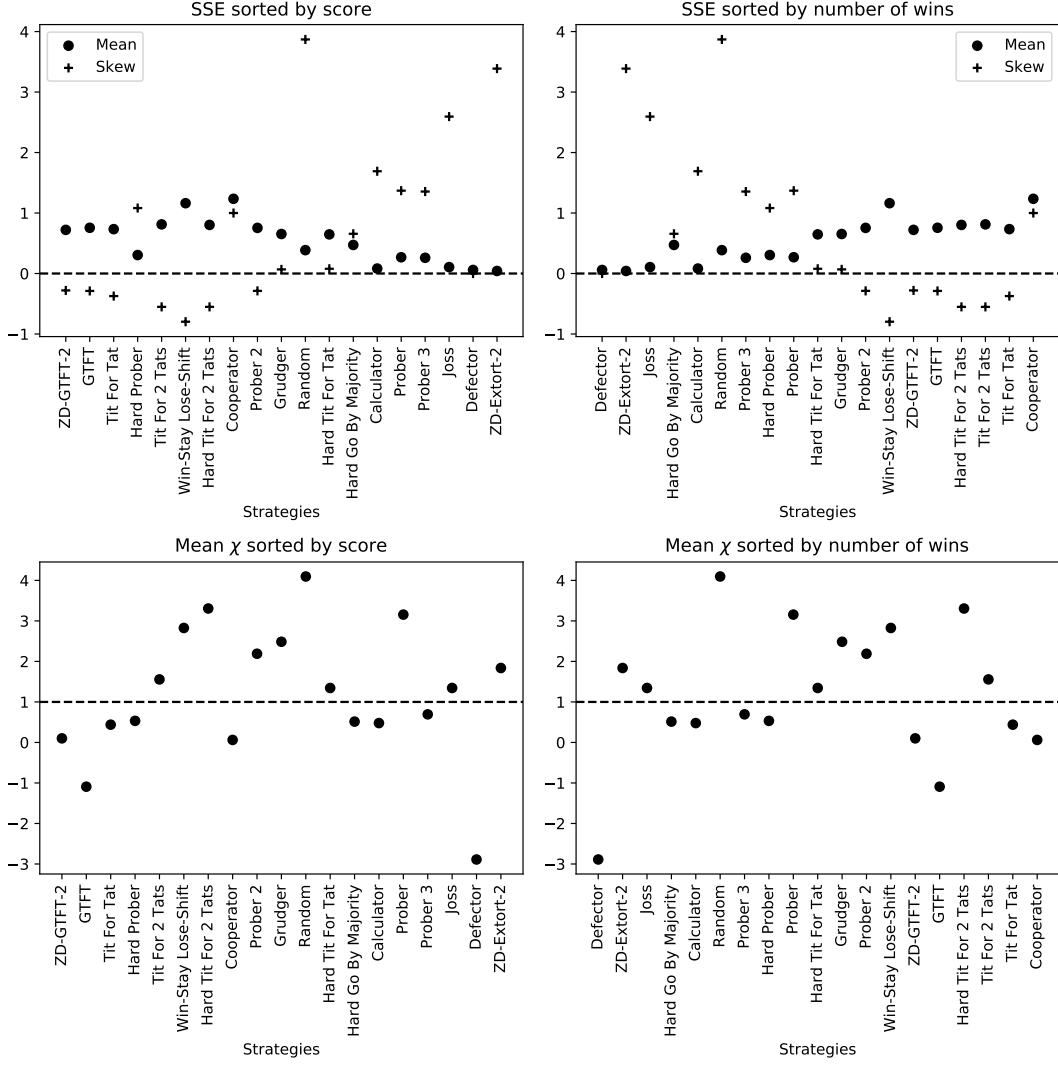 SSE sorted by score
4
3
2
1
0
−1
Mean
Skew
ZD-GTFT-2
GTFT
Tit For Tat
Hard Prober
Tit For 2 Tats
Win-Stay Lose-Shift
Hard Tit For 2 Tats
Cooperator
Prober 2
Grudger
Random
Hard Tit For Tat
Hard Go By Majority
Calculator
Prober
Prober 3
Joss
Defector
ZD-Extort-2
Strategies
SSE sorted by number of wins
4
3
2
1
0
−1
Mean
Skew
Defector
ZD-Extort-2
Joss
Hard Go By Majority
Calculator
Random
Prober 3
Hard Prober
Prober
Hard Tit For Tat
Grudger
Prober 2
Win-Stay Lose-Shift
ZD-GTFT-2
GTFT
Hard Tit For 2 Tats
Tit For 2 Tats
Tit For Tat
Cooperator
Strategies
Mean χ sorted by score
4
3
2
1
0
−1
−2
−3
ZD-GTFT-2
GTFT
Tit For Tat
Hard Prober
Tit For 2 Tats
Win-Stay Lose-Shift
Hard Tit For 2 Tats
Cooperator
Prober 2
Grudger
Random
Hard Tit For Tat
Hard Go By Majority
Calculator
Prober
Prober 3
Joss
Defector
ZD-Extort-2
Strategies
Mean χ sorted by number of wins
4
3
2
1
0
−1
−2
−3
Defector
ZD-Extort-2
Joss
Hard Go By Majority
Calculator
Random
Prober 3
Hard Prober
Prober
Hard Tit For Tat
Grudger
Prober 2
Win-Stay Lose-Shift
ZD-GTFT-2
GTFT
Hard Tit For 2 Tats
Tit For 2 Tats
Tit For Tat
Cooperator
Strategies